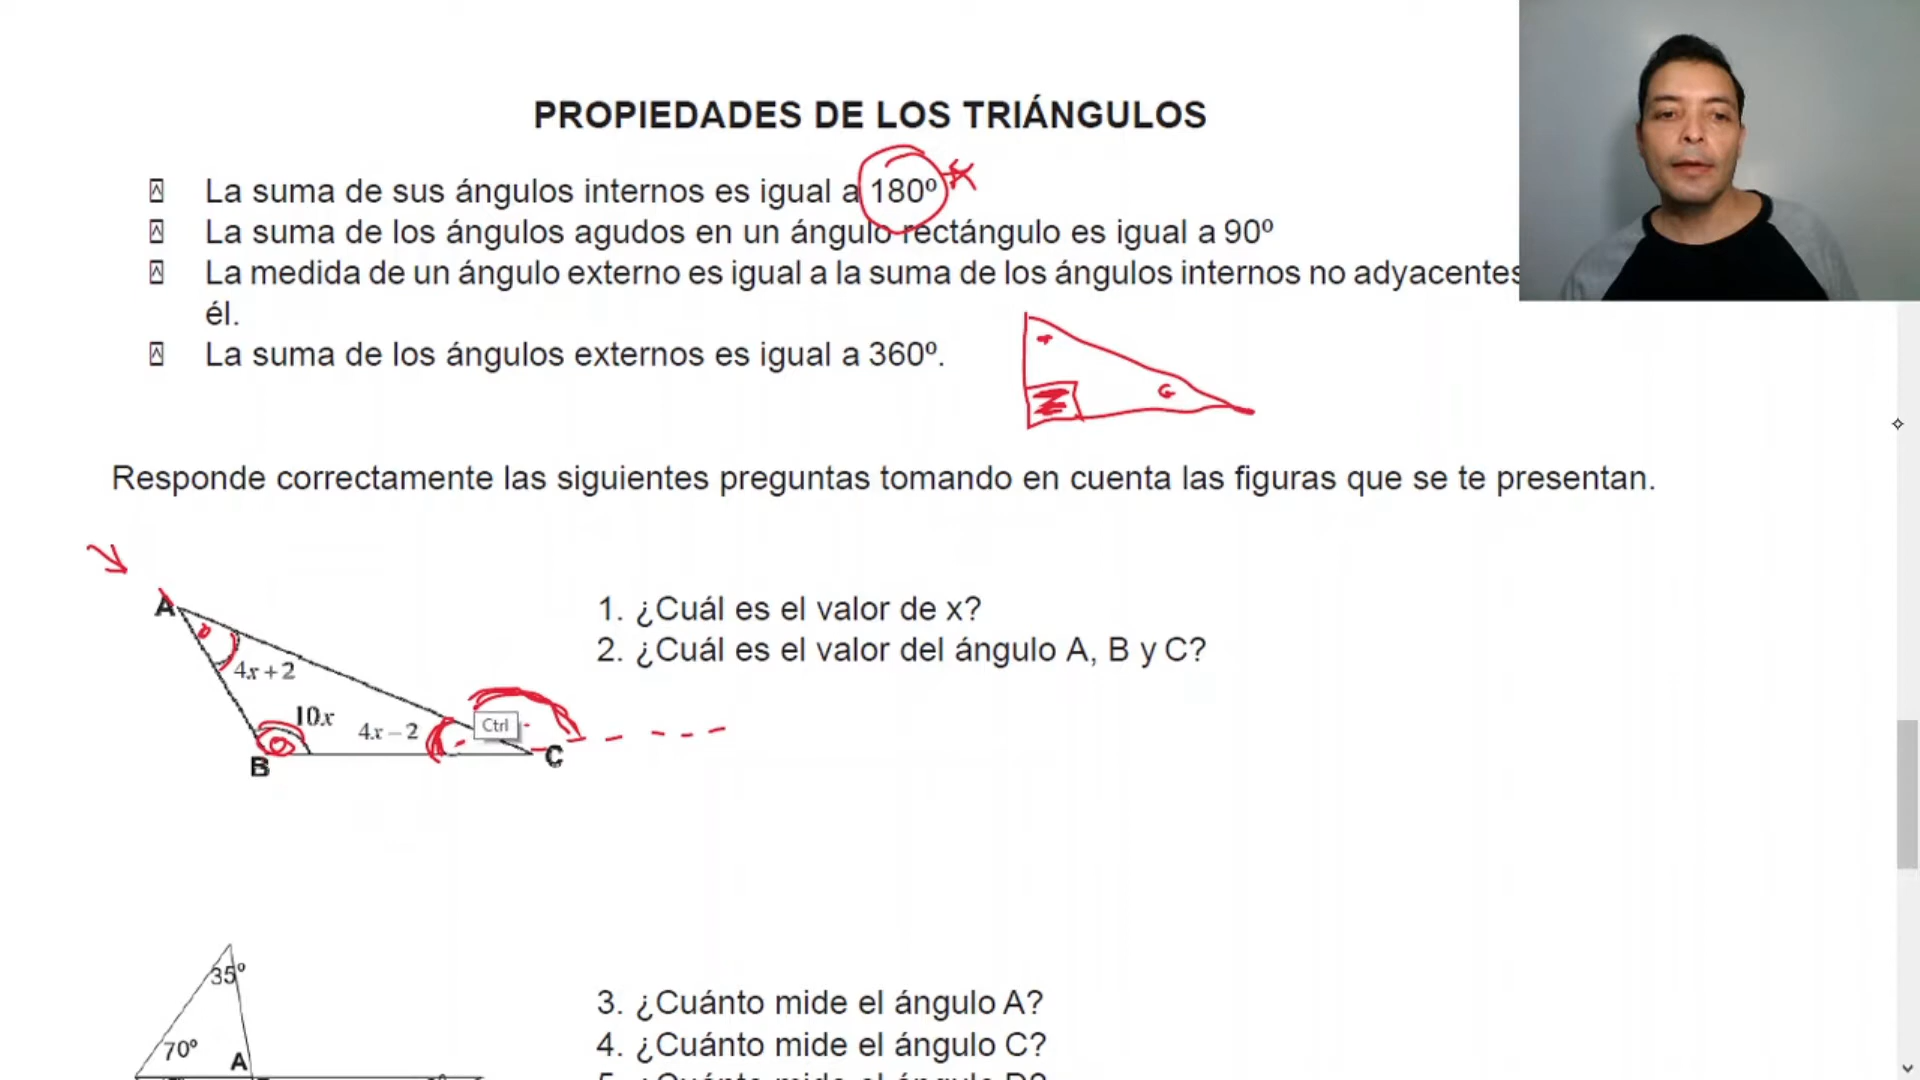 PROPIEDADES DE LOS TRIÁNGULOS
La suma de sus ángulos internos es igual a 180º
La suma de los ángulos agudos en un ángulo rectángulo es igual a 90º
La medida de un ángulo externo es igual a la suma de los ángulos internos no adyacentes
él.
La suma de los ángulos externos es igual a 360º.
Responde correctamente las siguientes preguntas tomando en cuenta las figuras que se te presentan.
A
4x + 2
10x
4x – 2
Ctrl
B
C
1. ¿Cuál es el valor de x?
2. ¿Cuál es el valor del ángulo A, B y C?
35º
70º
A
3. ¿Cuánto mide el ángulo A?
4. ¿Cuánto mide el ángulo C?